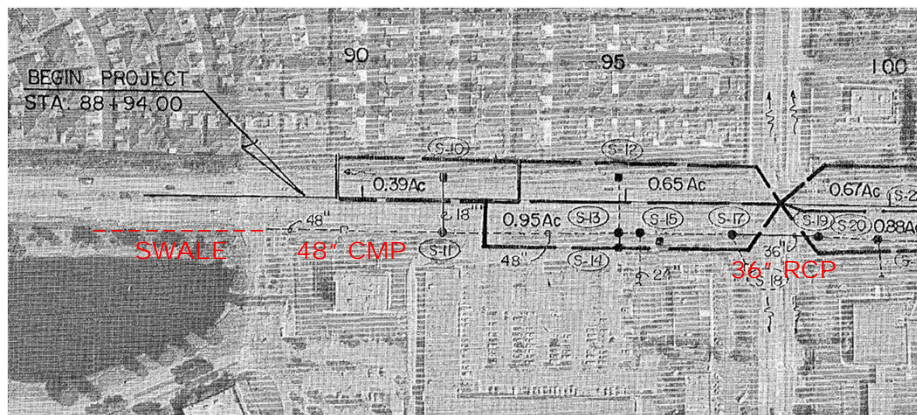 90
95
100
BEGIN PROJECT
STA. 88+94.00
S-10
S-12
0.39Ac
0.65Ac
0.67Ac
18"
0.95Ac
S-13
S-15
S-17
S-19
S-20
0.88Ac
48"
SWALE
48" CMP
S-11
48"
S-14
24"
36"
36" RCP
S-18